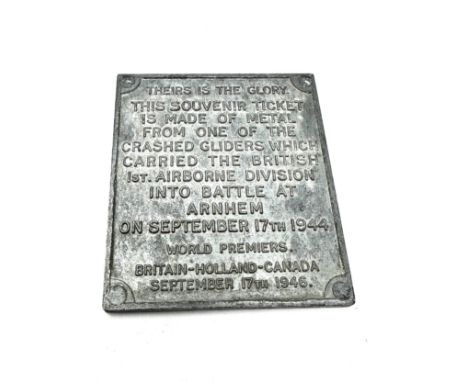 THEIRS IS THE GLORY.
THIS SOUVENIR TICKET
IS MADE OF METAL
FROM ONE OF THE
CRASHED GLIDERS WHICH
CARRIED THE BRITISH
1ST. AIRBORNE DIVISION
INTO BATTLE AT
ARNHEM
ON SEPTEMBER 17TH 1944
WORLD PREMIERS.
BRITAIN-HOLLAND-CANADA
SEPTEMBER 17TH 1946.